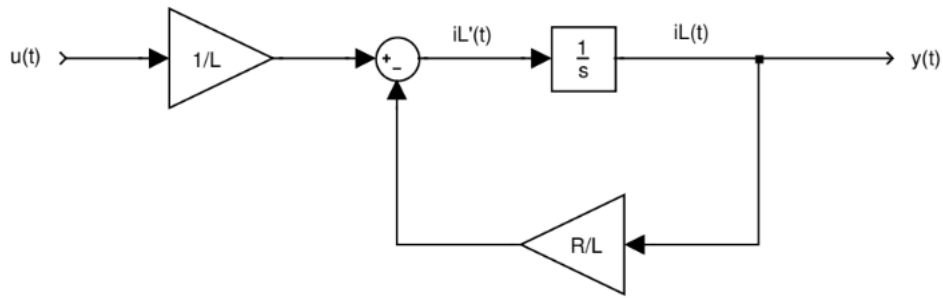 u(t)
1/L
+
−
iL'(t)
1
s
iL(t)
y(t)
R/L